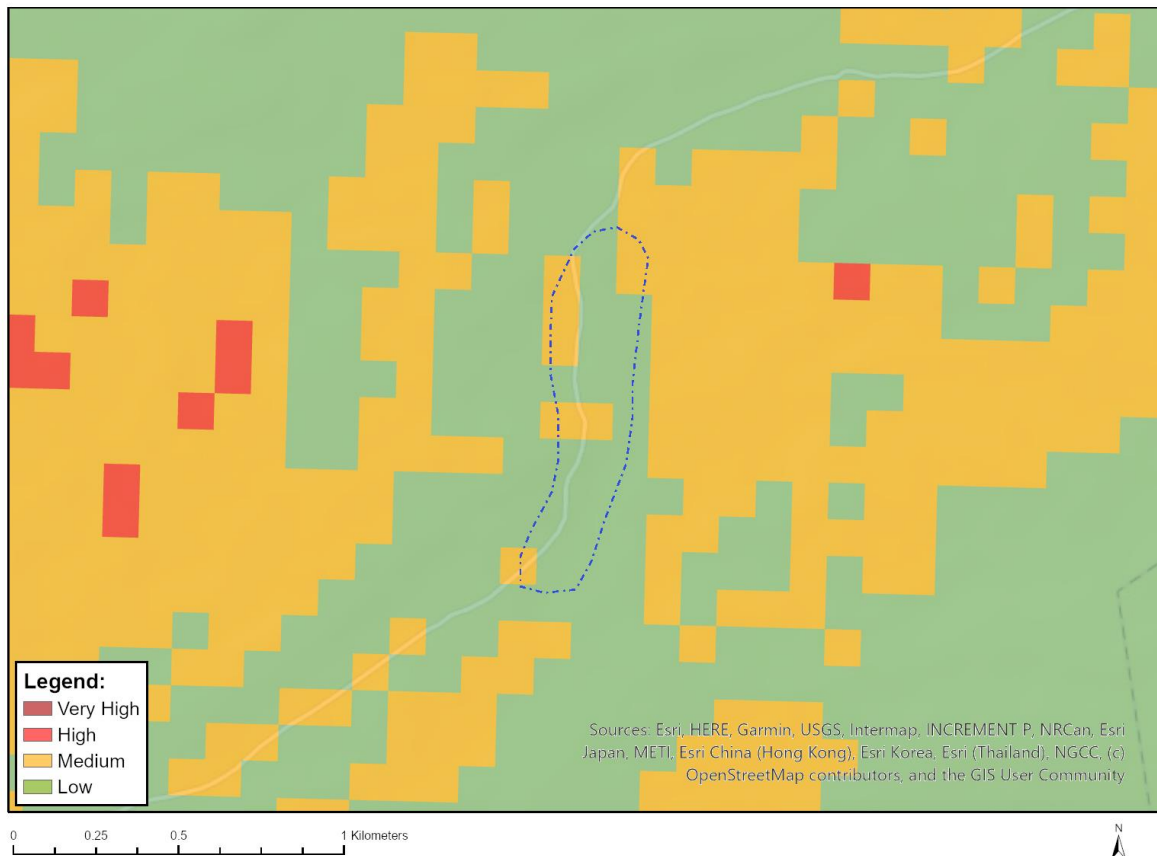 Legend:
Very High
High
Medium
Low
Sources: Esri, HERE, Garmin, USGS, Intermap, INCREMENT P, NRCan, Esri
Japan, METI, Esri China (Hong Kong), Esri Korea, Esri (Thailand), NGCC, (c)
OpenStreetMap contributors, and the GIS User Community
0 0.25 0.5 1 Kilometers
N